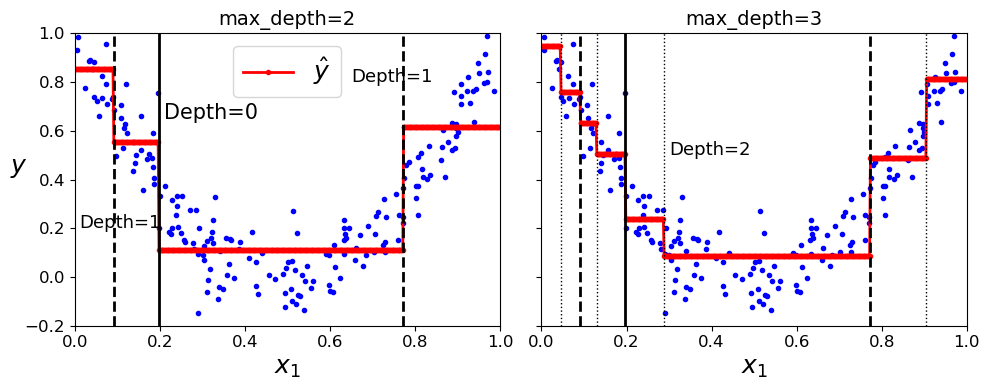 max_depth=2
1.0
0.8
0.6
0.4
0.2
0.0
−0.2
y
ŷ
Depth=1
Depth=0
Depth=1
0.0 0.2 0.4 0.6 0.8 1.0
x₁
max_depth=3
Depth=2
0.0 0.2 0.4 0.6 0.8 1.0
x₁